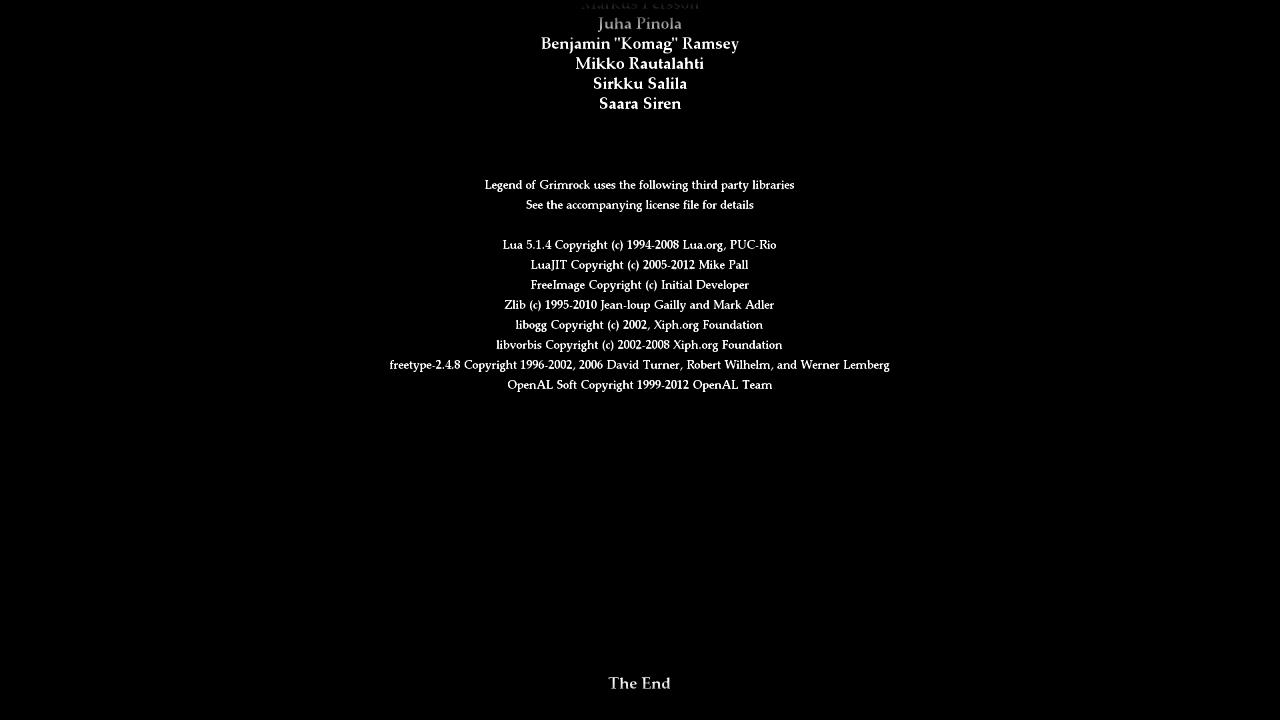 Markus Persson
Juha Pinola
Benjamin "Komag" Ramsey
Mikko Rautalahti
Sirkku Salila
Saara Siren
Legend of Grimrock uses the following third party libraries
See the accompanying license file for details
Lua 5.1.4 Copyright (c) 1994-2008 Lua.org, PUC-Rio
LuaJIT Copyright (c) 2005-2012 Mike Pall
FreeImage Copyright (c) Initial Developer
Zlib (c) 1995-2010 Jean-loup Gailly and Mark Adler
libogg Copyright (c) 2002, Xiph.org Foundation
libvorbis Copyright (c) 2002-2008 Xiph.org Foundation
freetype-2.4.8 Copyright 1996-2002, 2006 David Turner, Robert Wilhelm, and Werner Lemberg
OpenAL Soft Copyright 1999-2012 OpenAL Team
The End